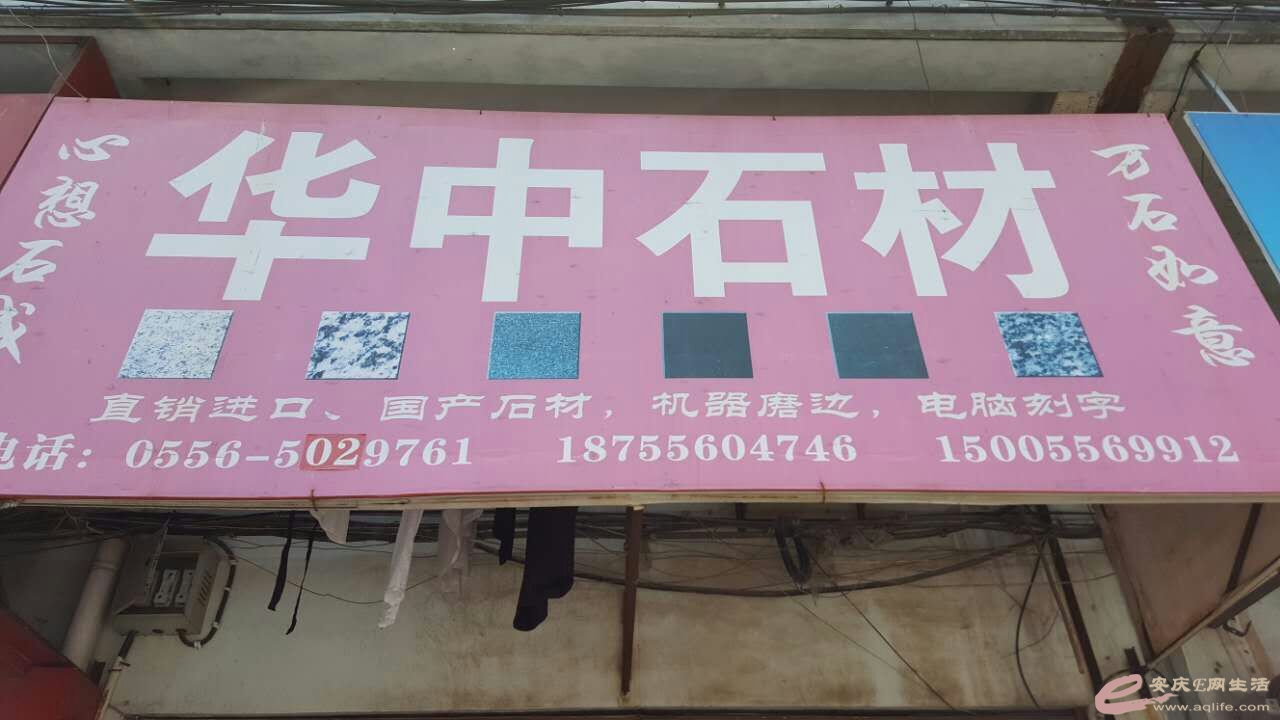 华中石材
心想石成
万石如意
直销进口、国产石材，机器磨边，电脑刻字
电话：0556-5029761 18755604746 15005569912
安庆E网生活
www.aqlife.com